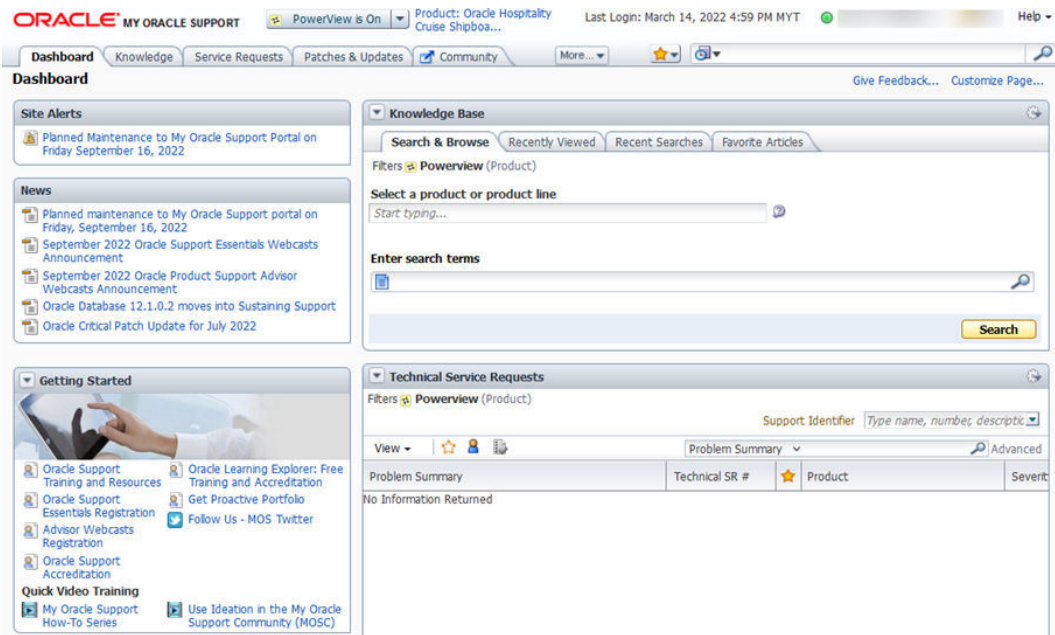 ORACLE® MY ORACLE SUPPORT
PowerView is On
Product: Oracle Hospitality
Cruise Shipboa...
Last Login: March 14, 2022 4:59 PM MYT
Help
Dashboard
Knowledge
Service Requests
Patches & Updates
Community
More...
Dashboard
Give Feedback...
Customize Page...
Site Alerts
Planned Maintenance to My Oracle Support Portal on
Friday September 16, 2022
News
Planned maintenance to My Oracle Support portal on
Friday, September 16, 2022
September 2022 Oracle Support Essentials Webcasts
Announcement
September 2022 Oracle Product Support Advisor
Webcasts Announcement
Oracle Database 12.1.0.2 moves into Sustaining Support
Oracle Critical Patch Update for July 2022
Getting Started
Oracle Support
Training and Resources
Oracle Support
Essentials Registration
Advisor Webcasts
Registration
Oracle Support
Accreditation
Oracle Learning Explorer: Free
Training and Accreditation
Get Proactive Portfolio
Follow Us - MOS Twitter
Quick Video Training
My Oracle Support
How-To Series
Use Ideation in the My Oracle
Support Community (MOSC)
Knowledge Base
Search & Browse
Recently Viewed
Recent Searches
Favorite Articles
Filters Powerview (Product)
Select a product or product line
Start typing...
Enter search terms
Search
Technical Service Requests
Filters Powerview (Product)
Support Identifier
Type name, number, descriptic
View
Problem Summary
Advanced
Problem Summary
Technical SR #
Product
Severit
No Information Returned